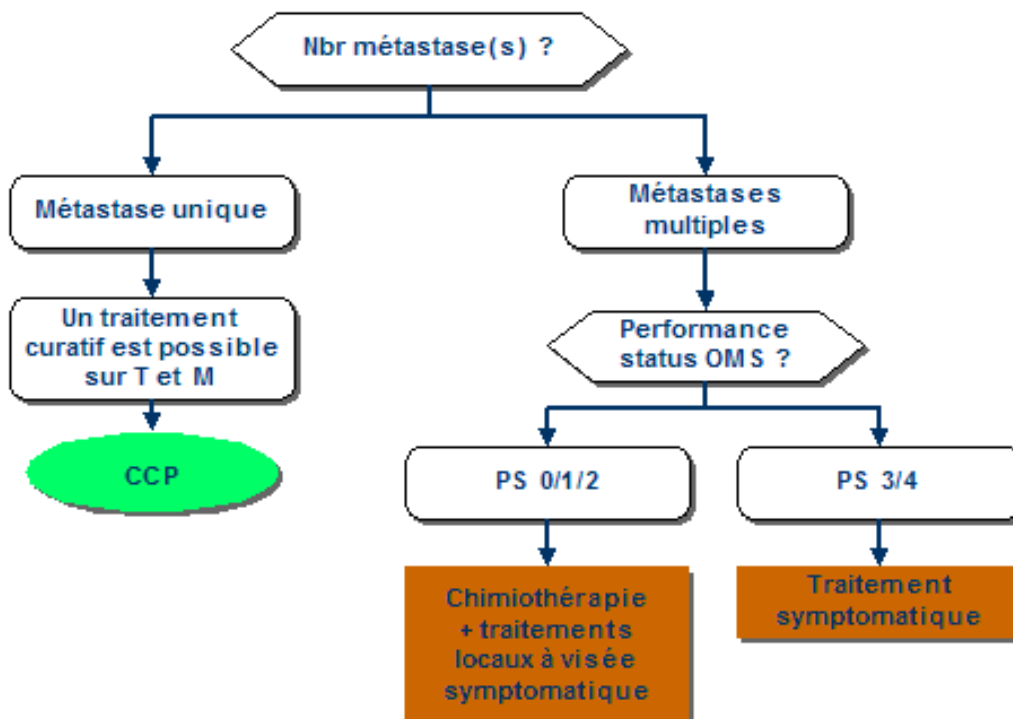 Nbr métastase(s) ?
Métastase unique
Métastases
multiples
Un traitement
curatif est possible
sur T et M
Performance
status OMS ?
CCP
PS 0/1/2
PS 3/4
Chimiothérapie
+ traitements
locaux à visée
symptomatique
Traitement
symptomatique